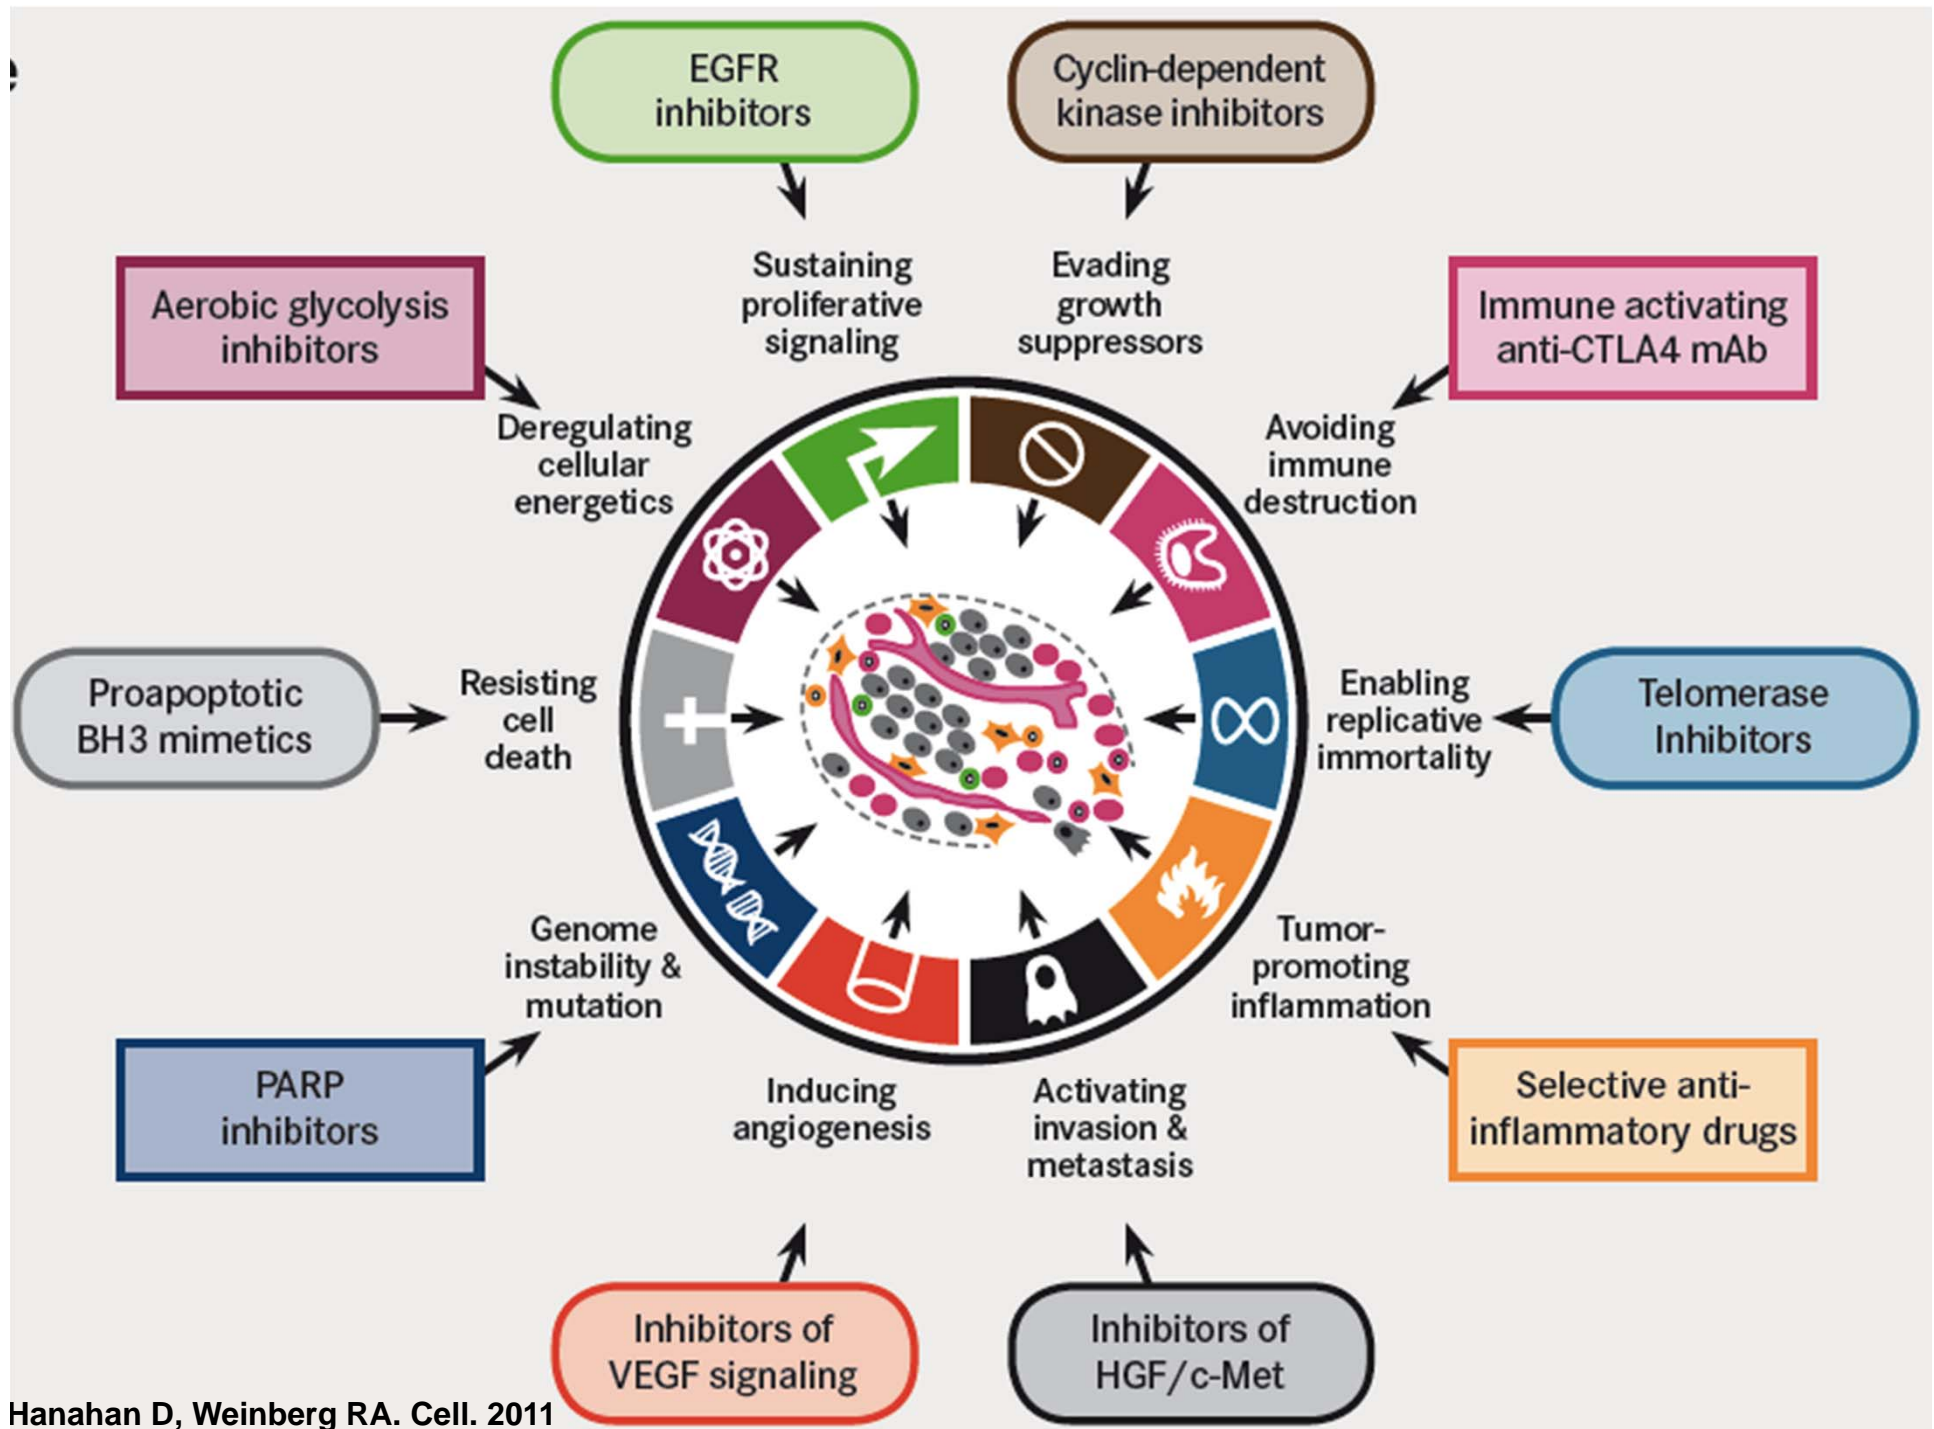 e
EGFR
inhibitors
Cyclin-dependent
kinase inhibitors
Sustaining
proliferative
signaling
Evading
growth
suppressors
Aerobic glycolysis
inhibitors
Immune activating
anti-CTLA4 mAb
Deregulating
cellular
energetics
Avoiding
immune
destruction
Proapoptotic
BH3 mimetics
Resisting
cell
death
Enabling
replicative
immortality
Telomerase
Inhibitors
Genome
instability &
mutation
Tumor-
promoting
inflammation
PARP
inhibitors
Inducing
angiogenesis
Activating
invasion &
metastasis
Selective anti-
inflammatory drugs
Inhibitors of
VEGF signaling
Inhibitors of
HGF/c-Met
Hanahan D, Weinberg RA. Cell. 2011